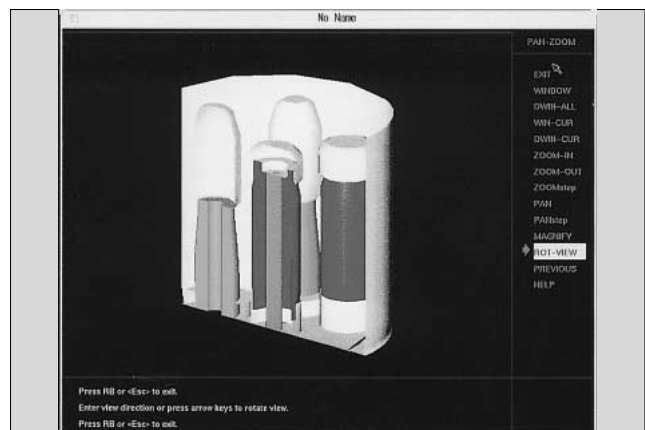 No Name
PAN-ZOOM
EXIT
WINDOW
DWIN-ALL
WIN-CUR
DWIN-CUR
ZOOM-IN
ZOOM-OUT
ZOOMstep
PAN
PANstep
MAGNIFY
ROT-VIEW
PREVIOUS
HELP
Press RB or <Esc> to exit.
Enter view direction or press arrow keys to rotate view.
Press RB or <Esc> to exit.